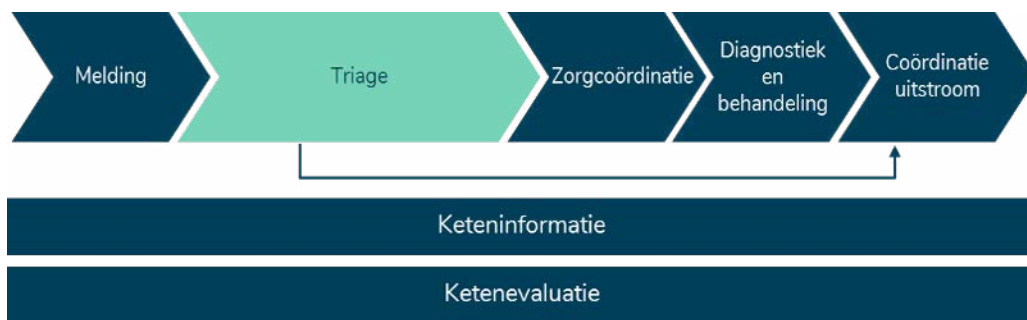 Melding
Triage
Zorgcoördinatie
Diagnostiek
en
behandeling
Coördinatie
uitstroom
Keteninformatie
Ketenevaluatie